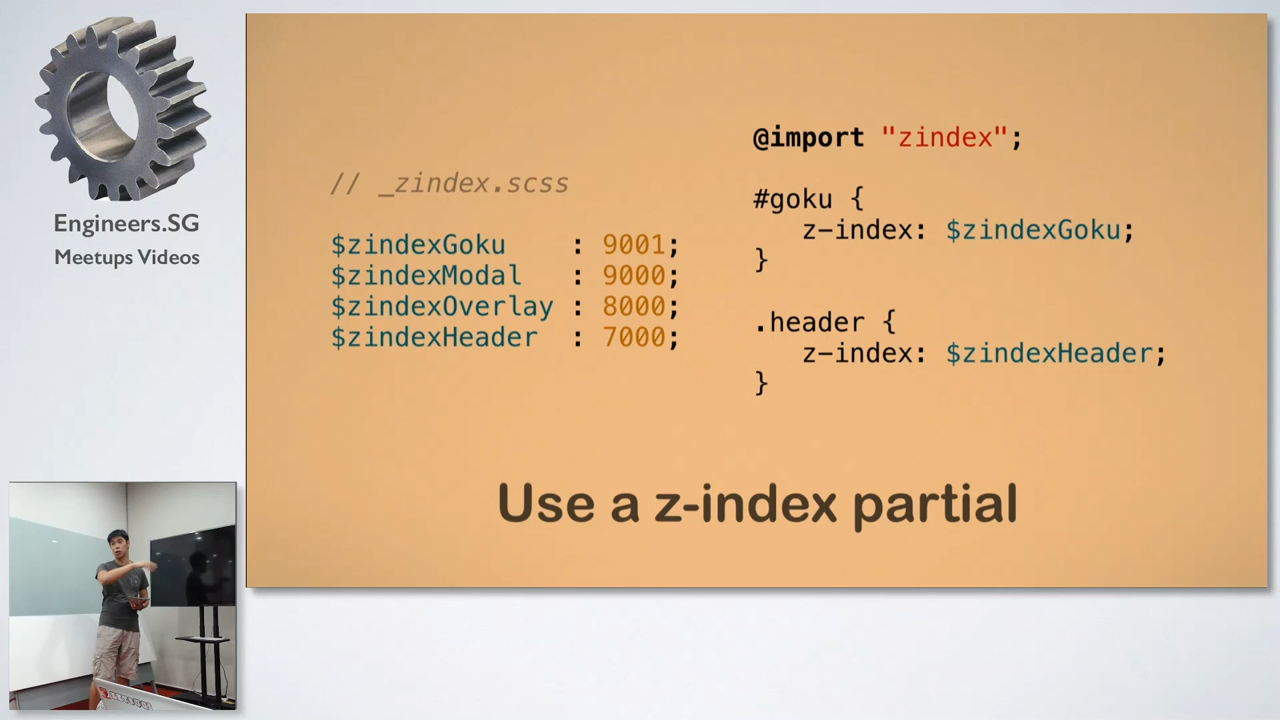 Engineers.SG
Meetups Videos
// _zindex.scss
$zindexGoku    : 9001;
$zindexModal   : 9000;
$zindexOverlay : 8000;
$zindexHeader  : 7000;
@import "zindex";
#goku {
   z-index: $zindexGoku;
}
.header {
   z-index: $zindexHeader;
}
Use a z-index partial